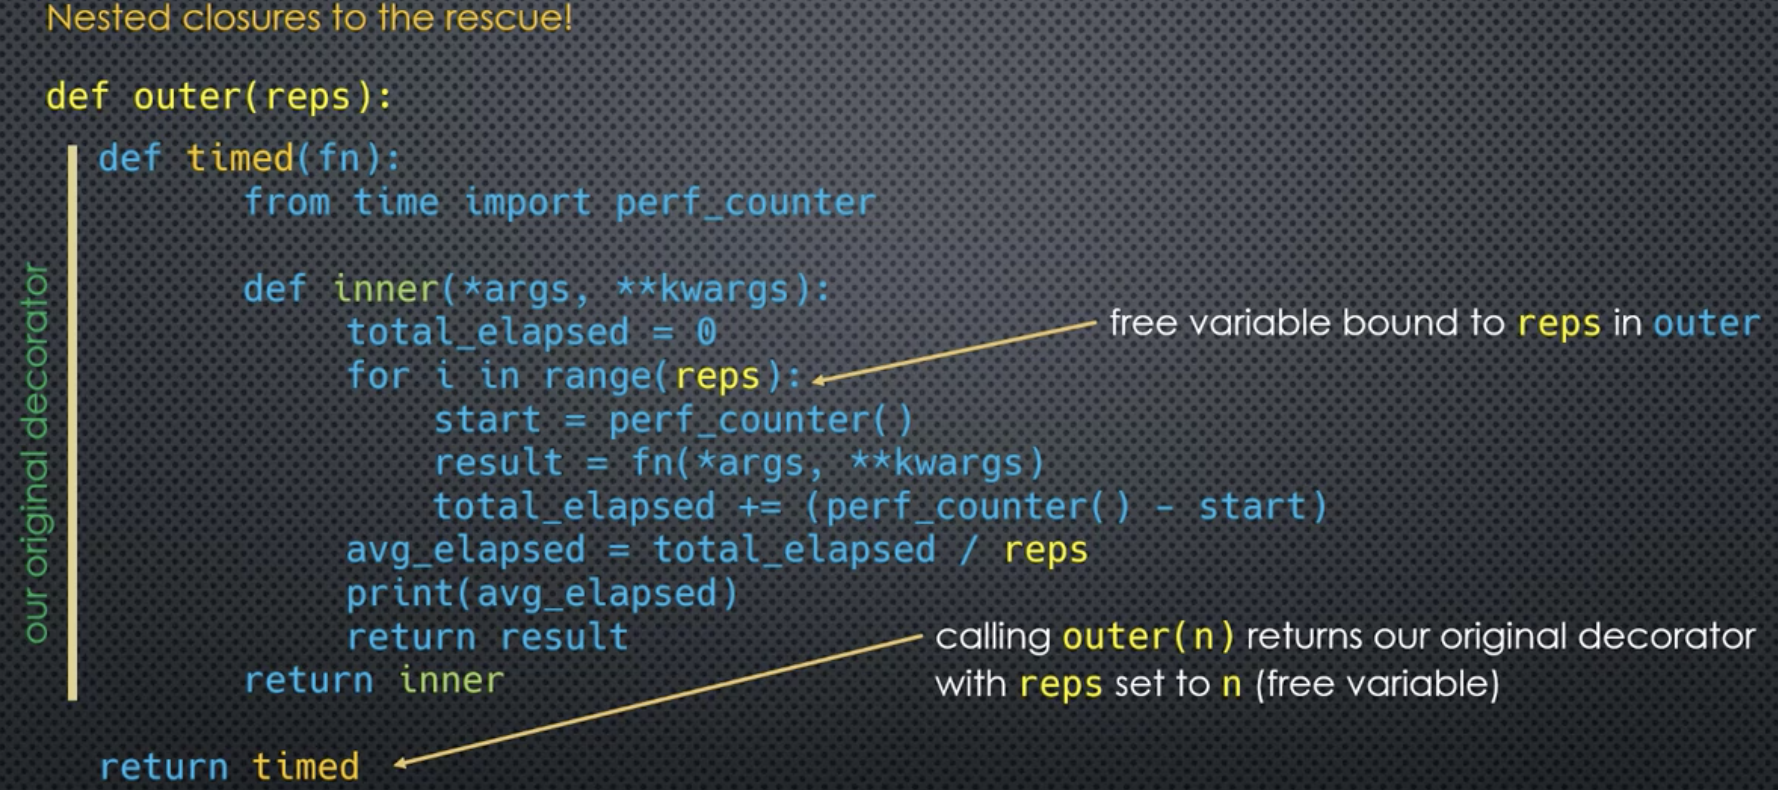 Nested closures to the rescue!
def outer(reps):
our original decorator
def timed(fn):
from time import perf_counter
def inner(*args, **kwargs):
total_elapsed = 0
for i in range(reps):
free variable bound to reps in outer
start = perf_counter()
result = fn(*args, **kwargs)
total_elapsed += (perf_counter() - start)
avg_elapsed = total_elapsed / reps
print(avg_elapsed)
return result
return inner
calling outer(n) returns our original decorator
with reps set to n (free variable)
return timed